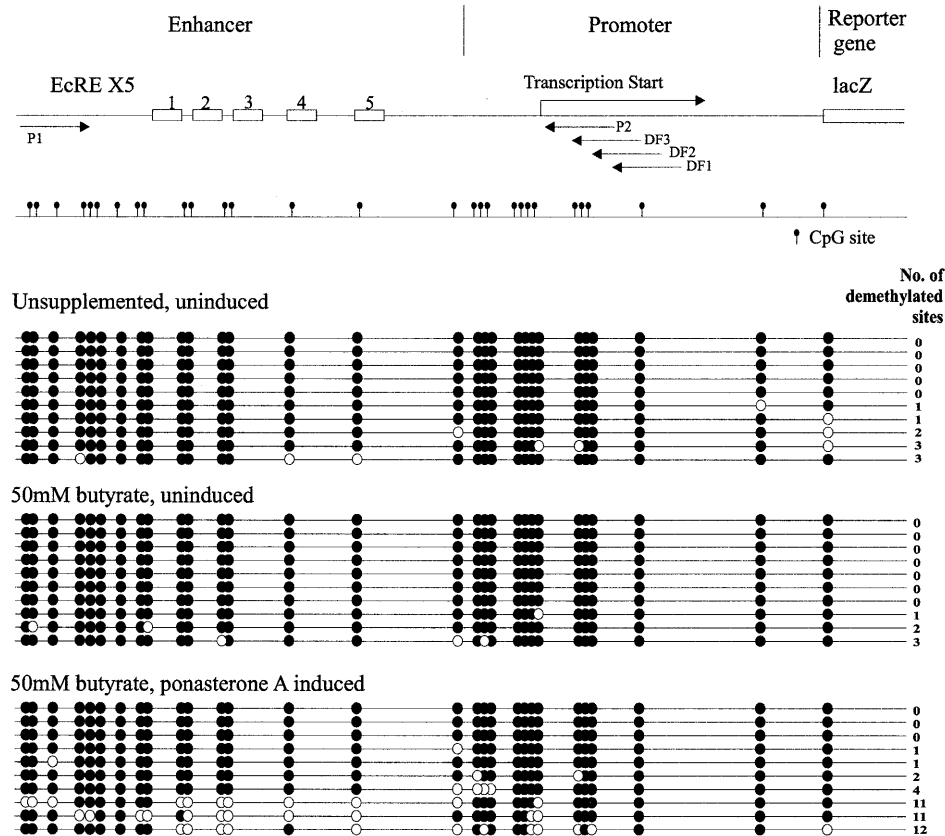 Enhancer
Promoter
Reporter
gene
EcRE X5
Transcription Start
lacZ
1 2 3 4 5
P1
P2
DF3
DF2
DF1
CpG site
No. of
demethylated
sites
Unsupplemented, uninduced
0
0
0
0
0
1
1
2
3
3
50mM butyrate, uninduced
0
0
0
0
0
0
0
1
2
3
50mM butyrate, ponasterone A induced
0
0
0
1
1
2
4
11
11
12